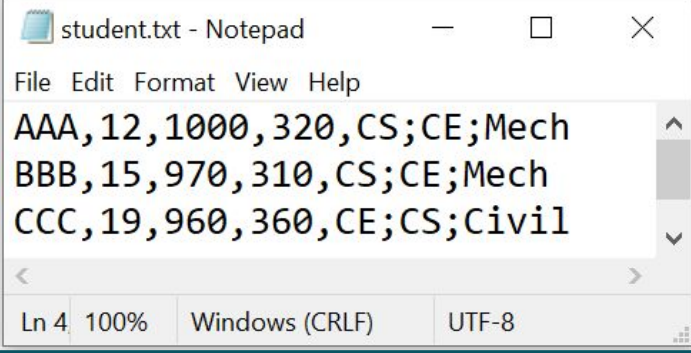 student.txt - Notepad
File Edit Format View Help
AAA,12,1000,320,CS;CE;Mech
BBB,15,970,310,CS;CE;Mech
CCC,19,960,360,CE;CS;Civil
Ln 4 100% Windows (CRLF) UTF-8